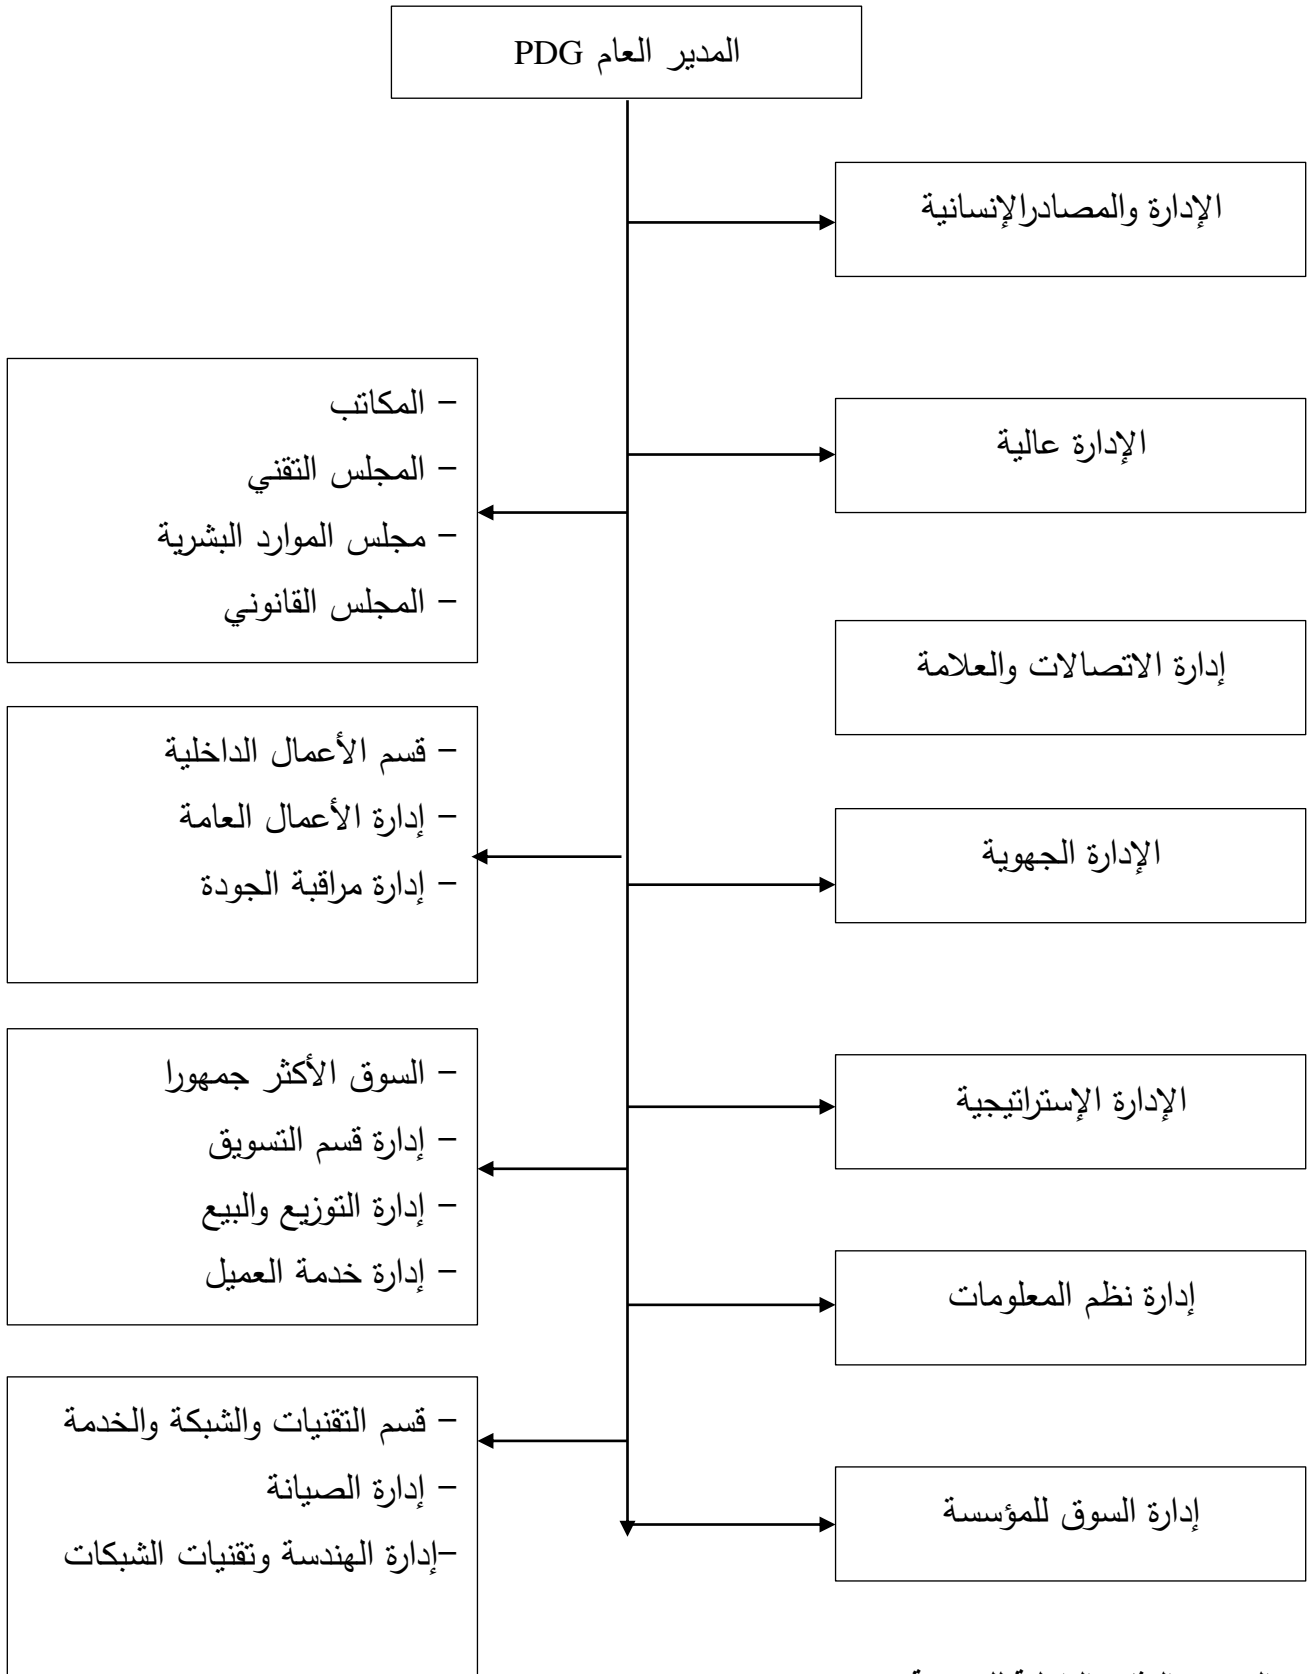 المدير العام PDG
الإدارة والمصادرالإنسانية
– المكاتب
– المجلس التقني
– مجلس الموارد البشرية
– المجلس القانوني
الإدارة عالية
إدارة الاتصالات والعلامة
– قسم الأعمال الداخلية
– إدارة الأعمال العامة
– إدارة مراقبة الجودة
الإدارة الجهوية
– السوق الأكثر جمهورا
– إدارة قسم التسويق
– إدارة التوزيع والبيع
– إدارة خدمة العميل
الإدارة الإستراتيجية
إدارة نظم المعلومات
– قسم التقنيات والشبكة والخدمة
– إدارة الصيانة
–إدارة الهندسة وتقنيات الشبكات
إدارة السوق للمؤسسة